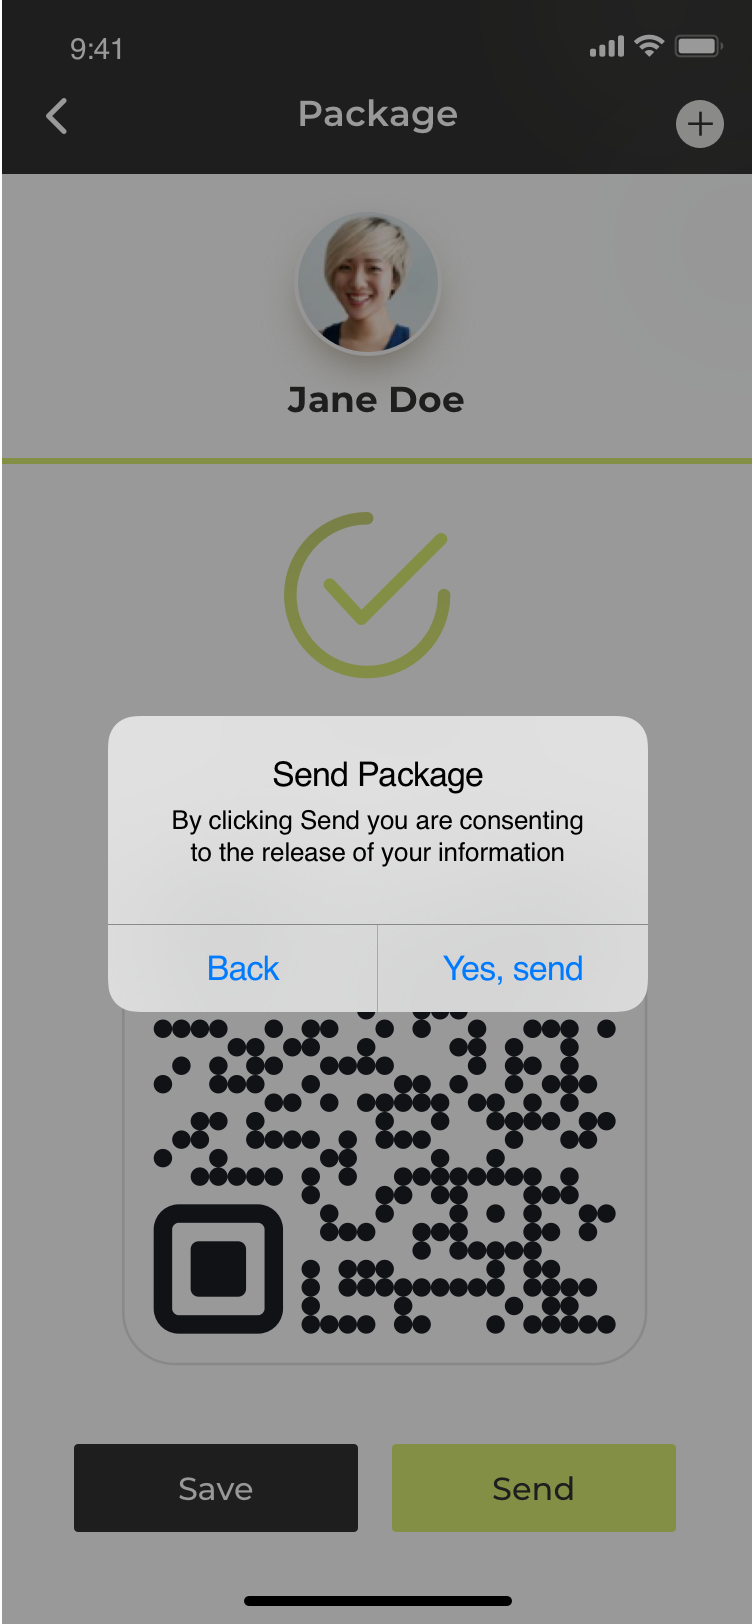 9:41
Package
Jane Doe
Send Package
By clicking Send you are consenting
to the release of your information
Back
Yes, send
Save
Send